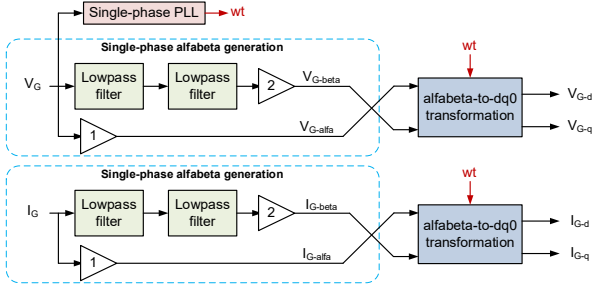 Single-phase PLL
wt
Single-phase alfabeta generation
wt
V_G
Lowpass
filter
Lowpass
filter
2
V_G-beta
1
V_G-alfa
alfabeta-to-dq0
transformation
V_G-d
V_G-q
Single-phase alfabeta generation
wt
I_G
Lowpass
filter
Lowpass
filter
2
I_G-beta
1
I_G-alfa
alfabeta-to-dq0
transformation
I_G-d
I_G-q